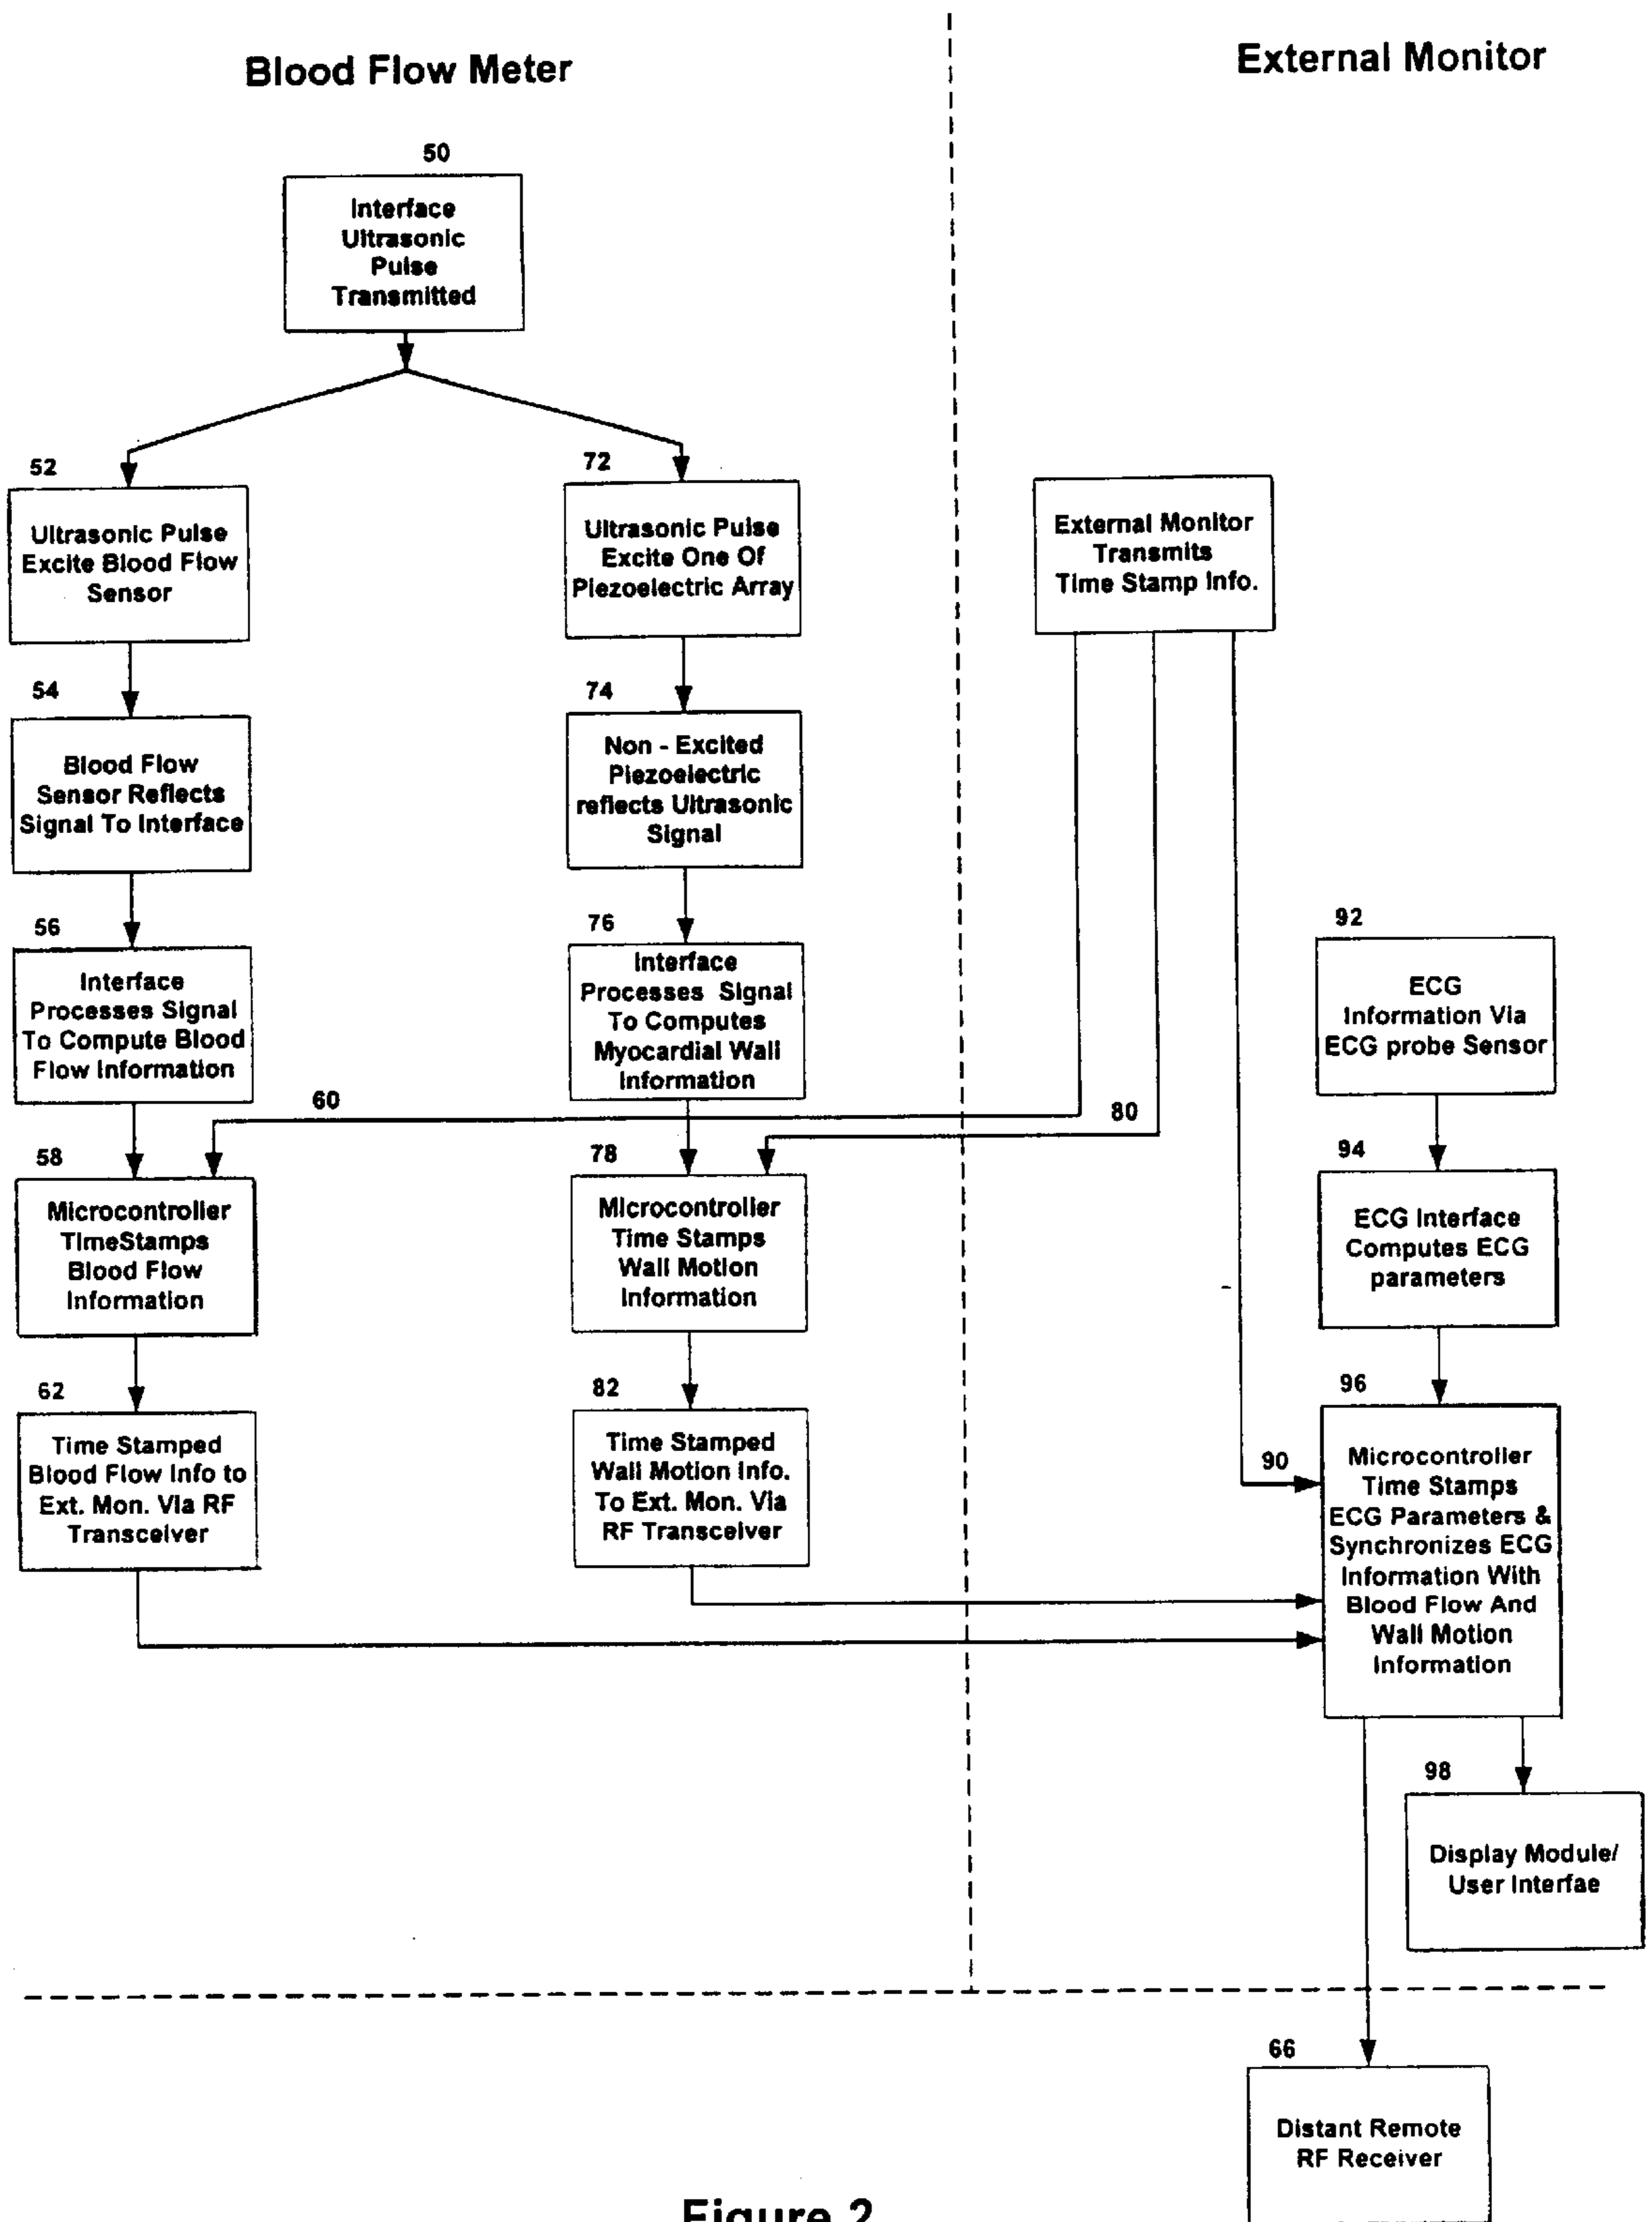 Blood Flow Meter
External Monitor
50
Interface
Ultrasonic
Pulse
Transmitted
52
Ultrasonic Pulse
Excite Blood Flow
Sensor
72
Ultrasonic Pulse
Excite One Of
Piezoelectric Array
External Monitor
Transmits
Time Stamp Info.
54
Blood Flow
Sensor Reflects
Signal To Interface
74
Non - Excited
Piezoelectric
reflects Ultrasonic
Signal
56
Interface
Processes Signal
To Compute Blood
Flow Information
76
Interface
Processes Signal
To Computes
Myocardial Wall
Information
92
ECG
Information Via
ECG probe Sensor
60
80
58
Microcontroller
TimeStamps
Blood Flow
Information
78
Microcontroller
Time Stamps
Wall Motion
Information
94
ECG Interface
Computes ECG
parameters
62
Time Stamped
Blood Flow Info to
Ext. Mon. Via RF
Transceiver
82
Time Stamped
Wall Motion Info.
To Ext. Mon. Via
RF Transceiver
90
96
Microcontroller
Time Stamps
ECG Parameters &
Synchronizes ECG
Information With
Blood Flow And
Wall Motion
Information
98
Display Module/
User Interfae
66
Distant Remote
RF Receiver
Figure 2